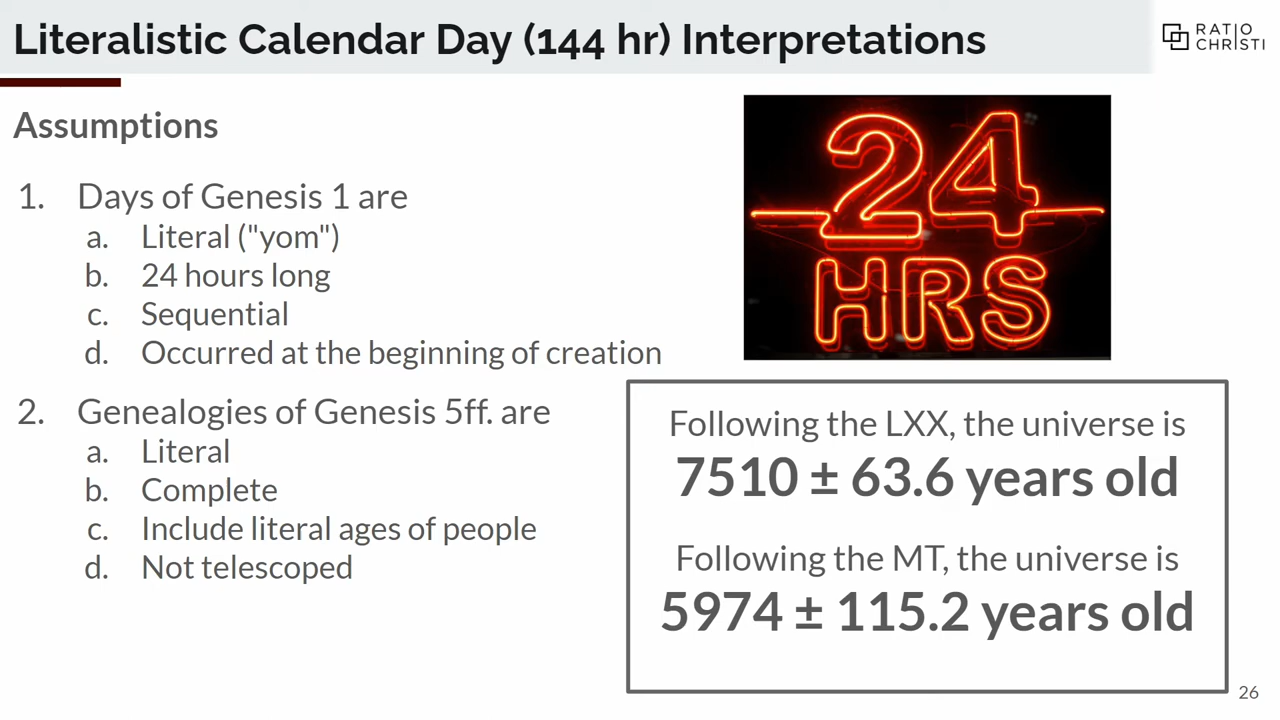 Literalistic Calendar Day (144 hr) Interpretations
RATIO
CHRISTI
Assumptions
1. Days of Genesis 1 are
a. Literal ("yom")
b. 24 hours long
c. Sequential
d. Occurred at the beginning of creation
2. Genealogies of Genesis 5ff. are
a. Literal
b. Complete
c. Include literal ages of people
d. Not telescoped
24
HRS
Following the LXX, the universe is
7510 ± 63.6 years old
Following the MT, the universe is
5974 ± 115.2 years old
26